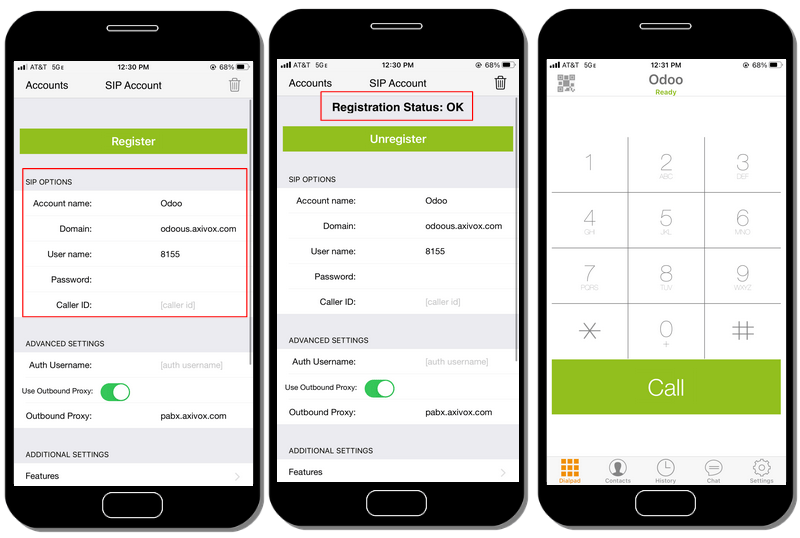 AT&T 5GE 12:30 PM 68%
Accounts SIP Account
Register
SIP OPTIONS
Account name: Odoo
Domain: odoous.axivox.com
User name: 8155
Password:
Caller ID: [caller id]
ADVANCED SETTINGS
Auth Username: [auth username]
Use Outbound Proxy:
Outbound Proxy: pabx.axivox.com
ADDITIONAL SETTINGS
Features
AT&T 5GE 12:30 PM 68%
Accounts SIP Account
Registration Status: OK
Unregister
SIP OPTIONS
Account name: Odoo
Domain: odoous.axivox.com
User name: 8155
Password:
Caller ID: [caller id]
ADVANCED SETTINGS
Auth Username: [auth username]
Use Outbound Proxy:
Outbound Proxy: pabx.axivox.com
ADDITIONAL SETTINGS
Features
AT&T 5GE 12:31 PM 68%
Odoo
Ready
1 2 3
ABC DEF
4 5 6
GHI JKL MNO
7 8 9
PQRS TUV WXYZ
* 0 #
+
Call
Dialpad Contacts History Chat Settings